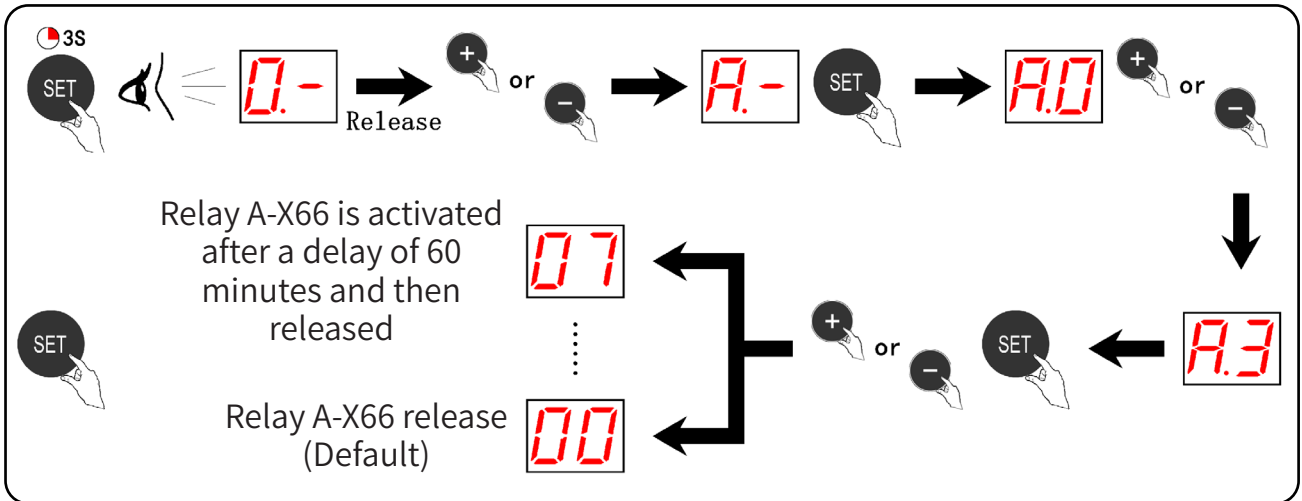 3S
SET
0.-
Release
+
or
-
A.-
SET
A.0
+
or
-
Relay A-X66 is activated
after a delay of 60
minutes and then
released
07
SET
+
or
-
SET
A.3
Relay A-X66 release
(Default)
00